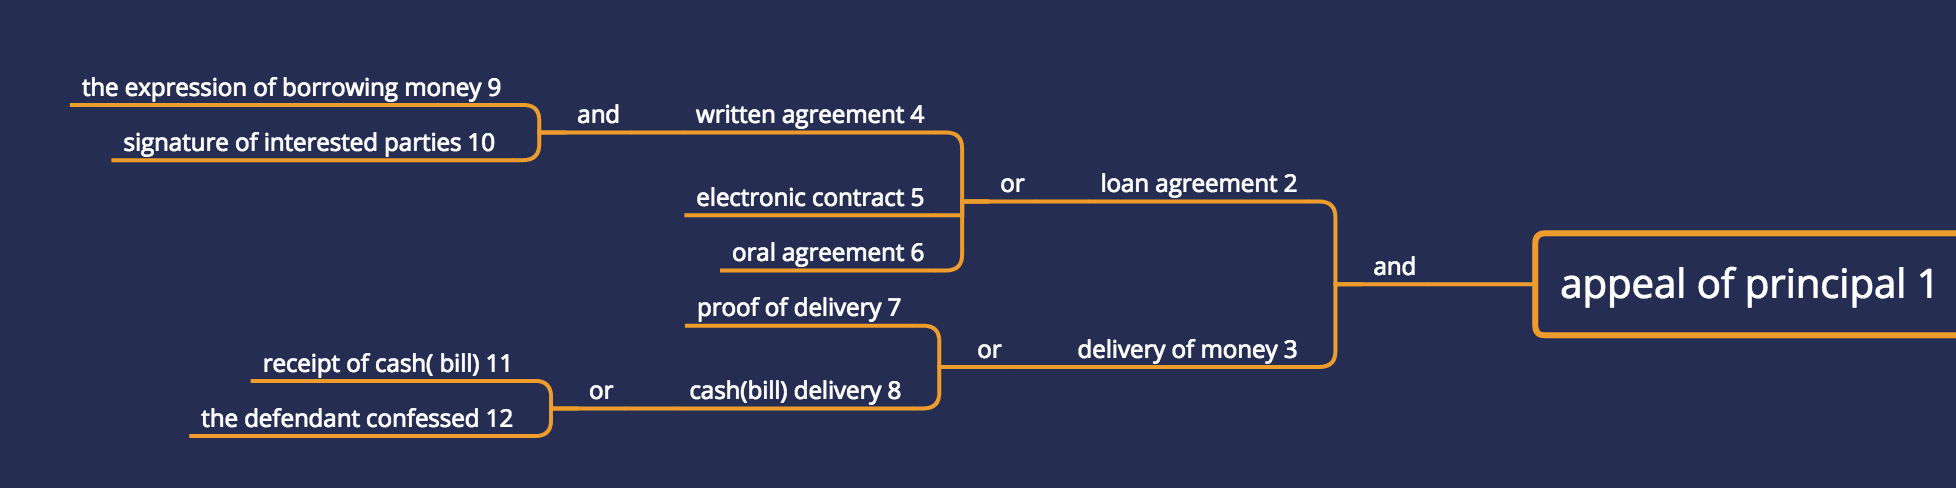 the expression of borrowing money 9
signature of interested parties 10
and
written agreement 4
electronic contract 5
oral agreement 6
or
loan agreement 2
proof of delivery 7
receipt of cash( bill) 11
the defendant confessed 12
or
cash(bill) delivery 8
or
delivery of money 3
and
appeal of principal 1